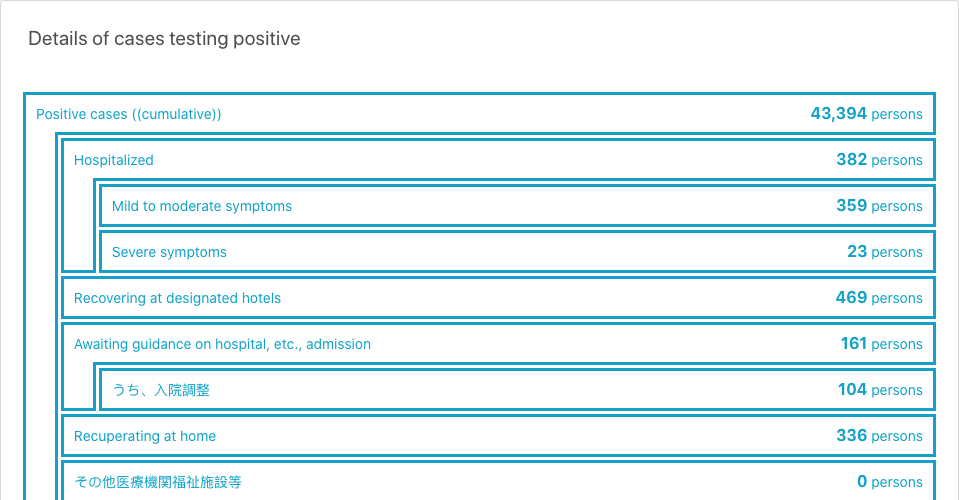 Details of cases testing positive
Positive cases ((cumulative)) 43,394 persons
Hospitalized 382 persons
Mild to moderate symptoms 359 persons
Severe symptoms 23 persons
Recovering at designated hotels 469 persons
Awaiting guidance on hospital, etc., admission 161 persons
うち、入院調整 104 persons
Recuperating at home 336 persons
その他医療機関福祉施設等 0 persons